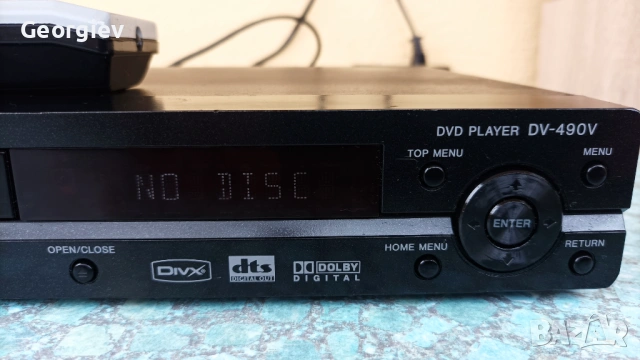 Georgiev
DVD PLAYER DV-490V
TOP MENU
MENU
NO DISC
ENTER
OPEN/CLOSE
DIVX
dts
DIGITAL OUT
DOLBY
DIGITAL
HOME MENU
RETURN
BAZAR